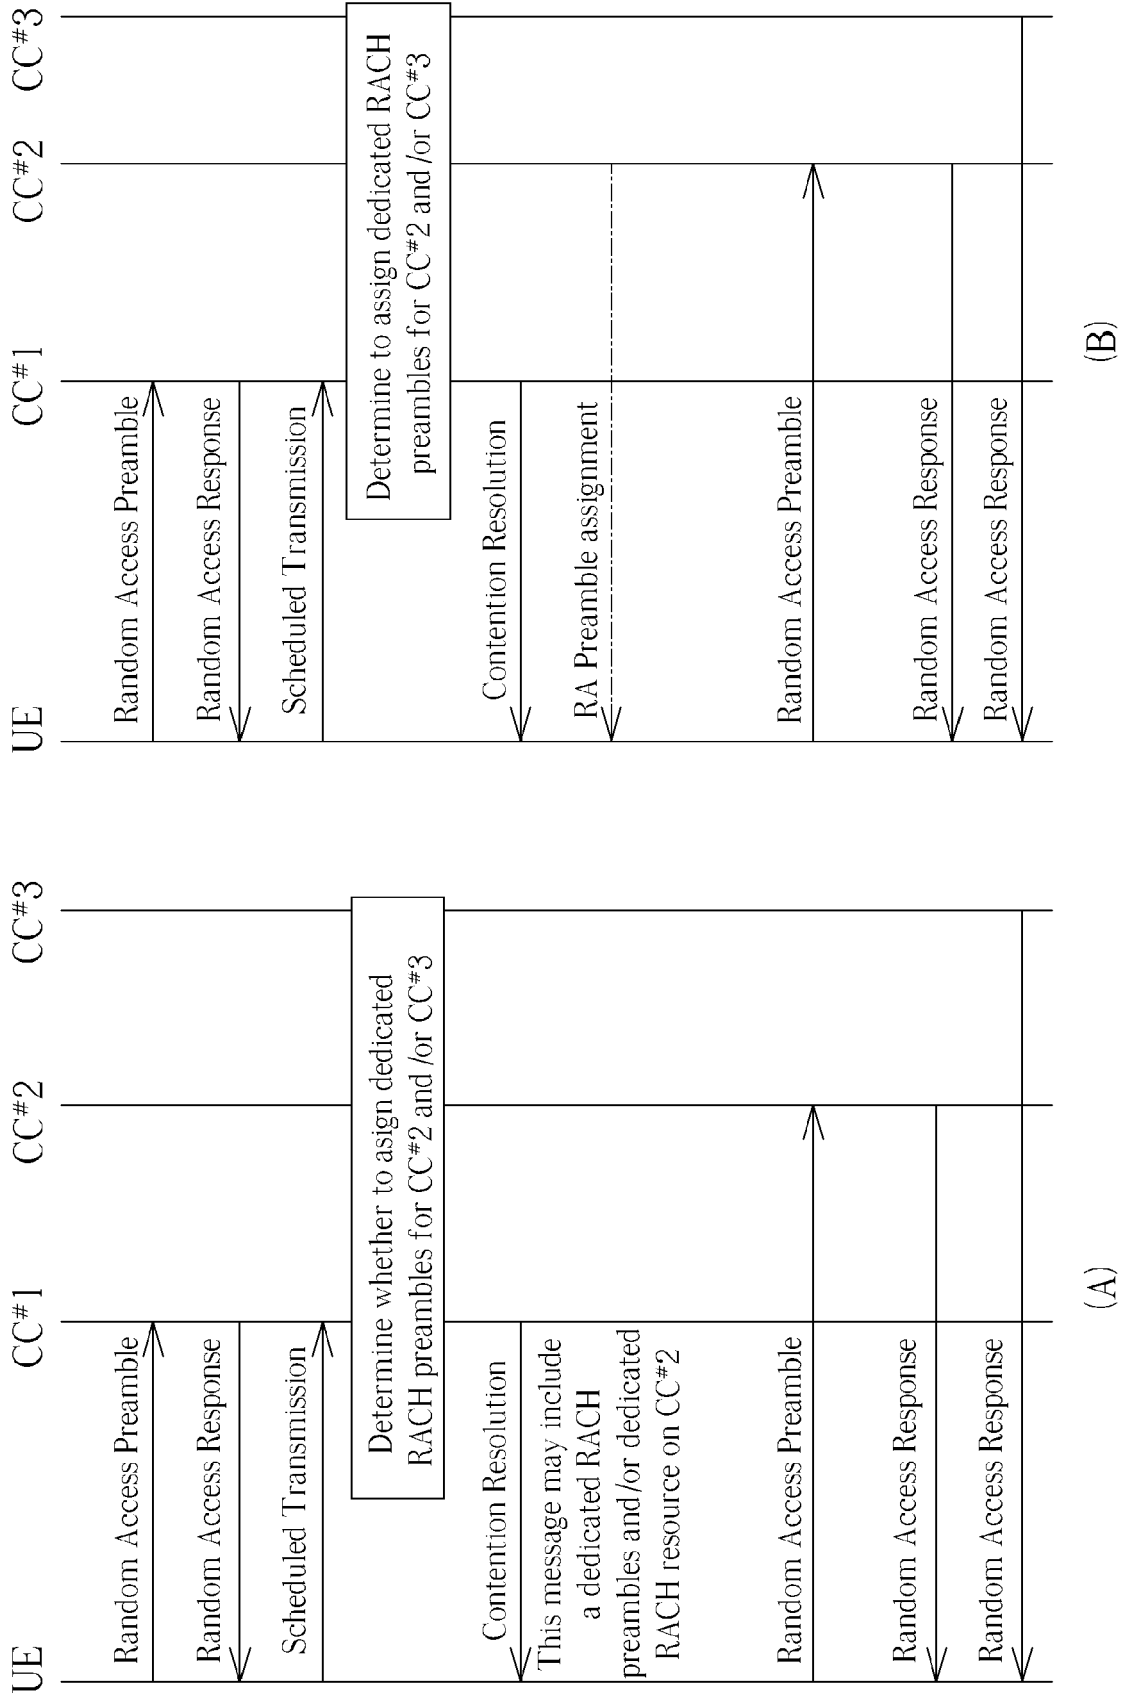 UE
CC#1
CC#2
CC#3
Random Access Preamble
Random Access Response
Scheduled Transmission
Determine whether to asign dedicated
RACH preambles for CC#2 and/or CC#3
Contention Resolution
This message may include
a dedicated RACH
preambles and/or dedicated
RACH resource on CC#2
Random Access Preamble
Random Access Response
Random Access Response
(A)
UE
CC#1
CC#2
CC#3
Random Access Preamble
Random Access Response
Scheduled Transmission
Determine to assign dedicated RACH
preambles for CC#2 and/or CC#3
Contention Resolution
RA Preamble assignment
Random Access Preamble
Random Access Response
Random Access Response
(B)